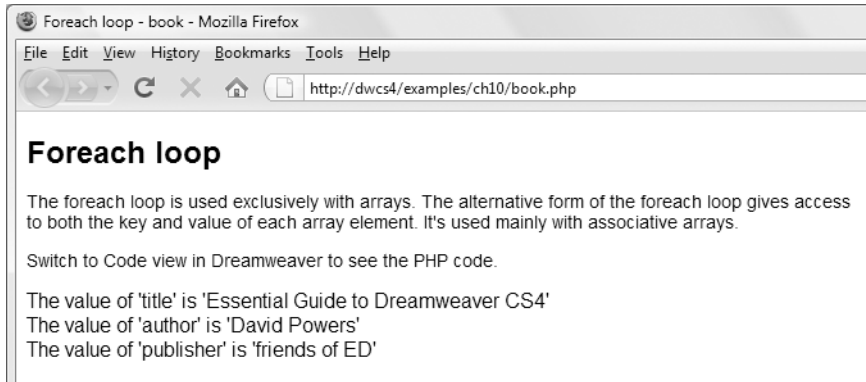 Foreach loop - book - Mozilla Firefox
File Edit View History Bookmarks Tools Help
http://dwcs4/examples/ch10/book.php
Foreach loop
The foreach loop is used exclusively with arrays. The alternative form of the foreach loop gives access
to both the key and value of each array element. It's used mainly with associative arrays.
Switch to Code view in Dreamweaver to see the PHP code.
The value of 'title' is 'Essential Guide to Dreamweaver CS4'
The value of 'author' is 'David Powers'
The value of 'publisher' is 'friends of ED'